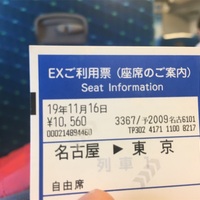 EXご利用票（座席のご案内）
Seat Information
19年11月16日
¥10,560 3367/予2009名古6101
00021489446 TP302 4171 1100 8217
名古屋 ▶ 東京
列車
自由席